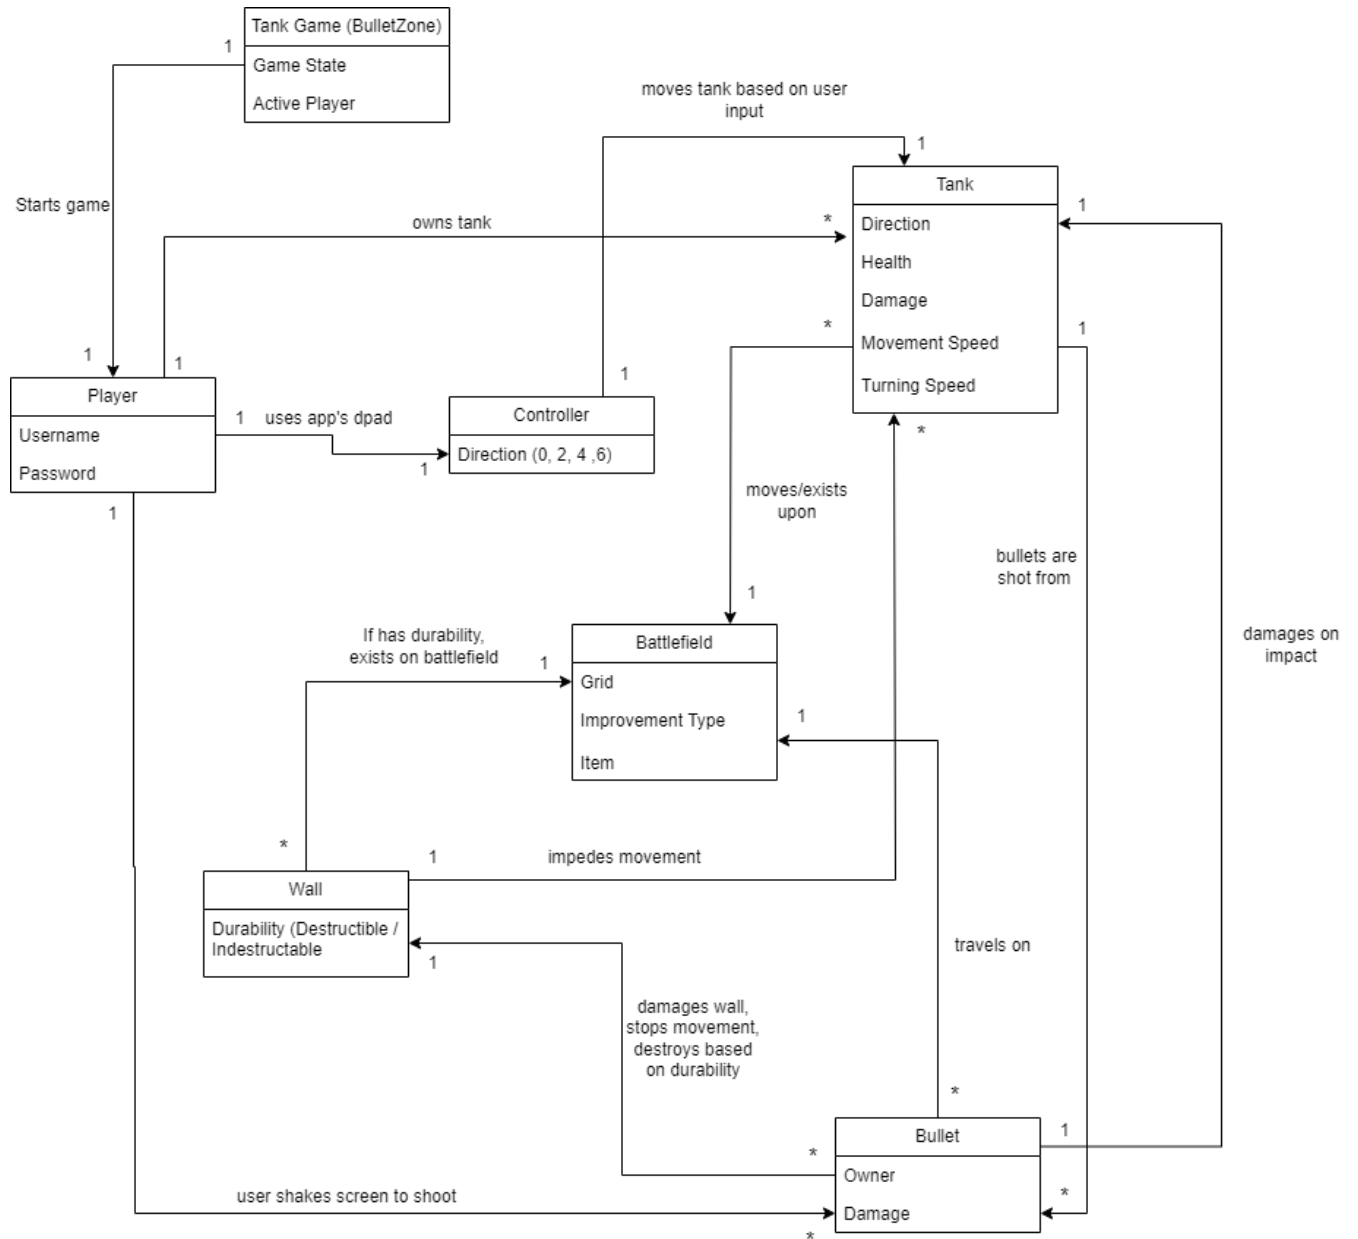 Tank Game (BulletZone)
1
Game State
Active Player
moves tank based on user
input
1
Tank
Starts game
owns tank
*
1
Direction
Health
Damage
*
1
Movement Speed
Turning Speed
1
1
1
Player
Username
Password
1
uses app's dpad
1
Controller
Direction (0, 2, 4 ,6)
*
1
moves/exists
upon
bullets are
shot from
1
If has durability,
exists on battlefield
1
Battlefield
Grid
Improvement Type
Item
damages on
impact
1
*
1
impedes movement
Wall
Durability (Destructible /
Indestructable
1
travels on
damages wall,
stops movement,
destroys based
on durability
*
Bullet
1
*
Owner
Damage
*
user shakes screen to shoot
*